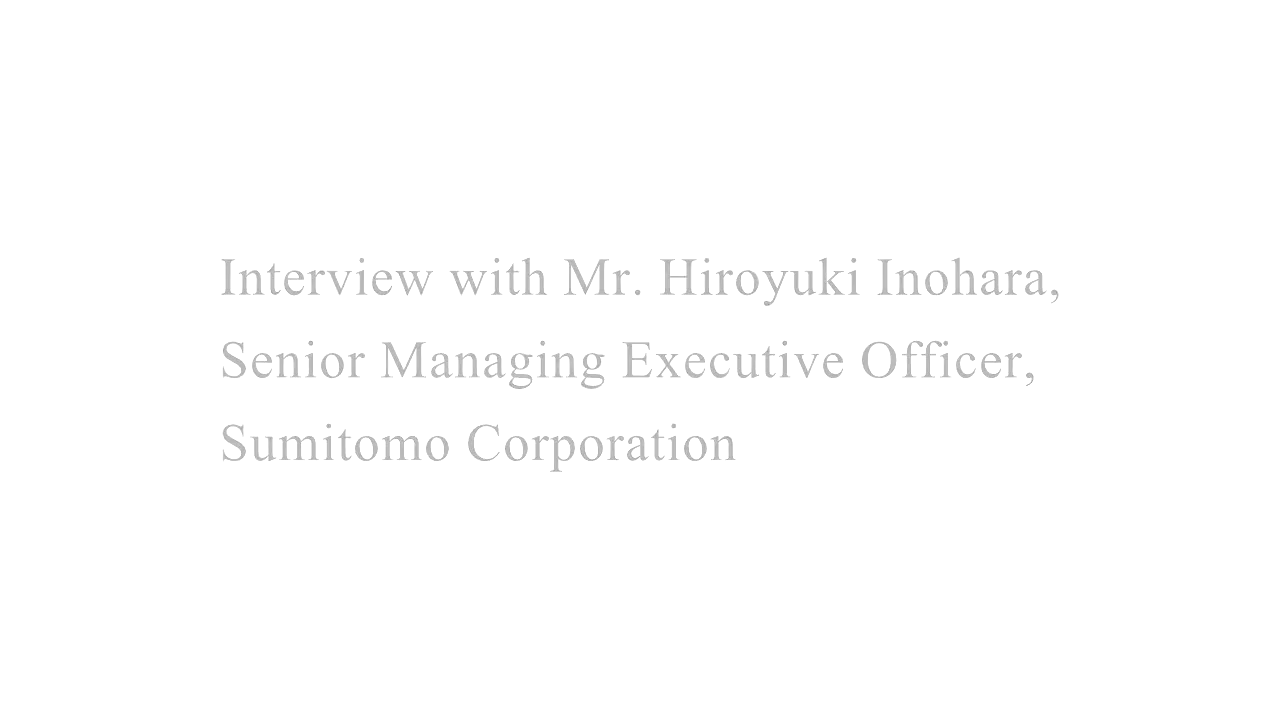 Interview with Mr. Hiroyuki Inohara,
Senior Managing Executive Officer,
Sumitomo Corporation